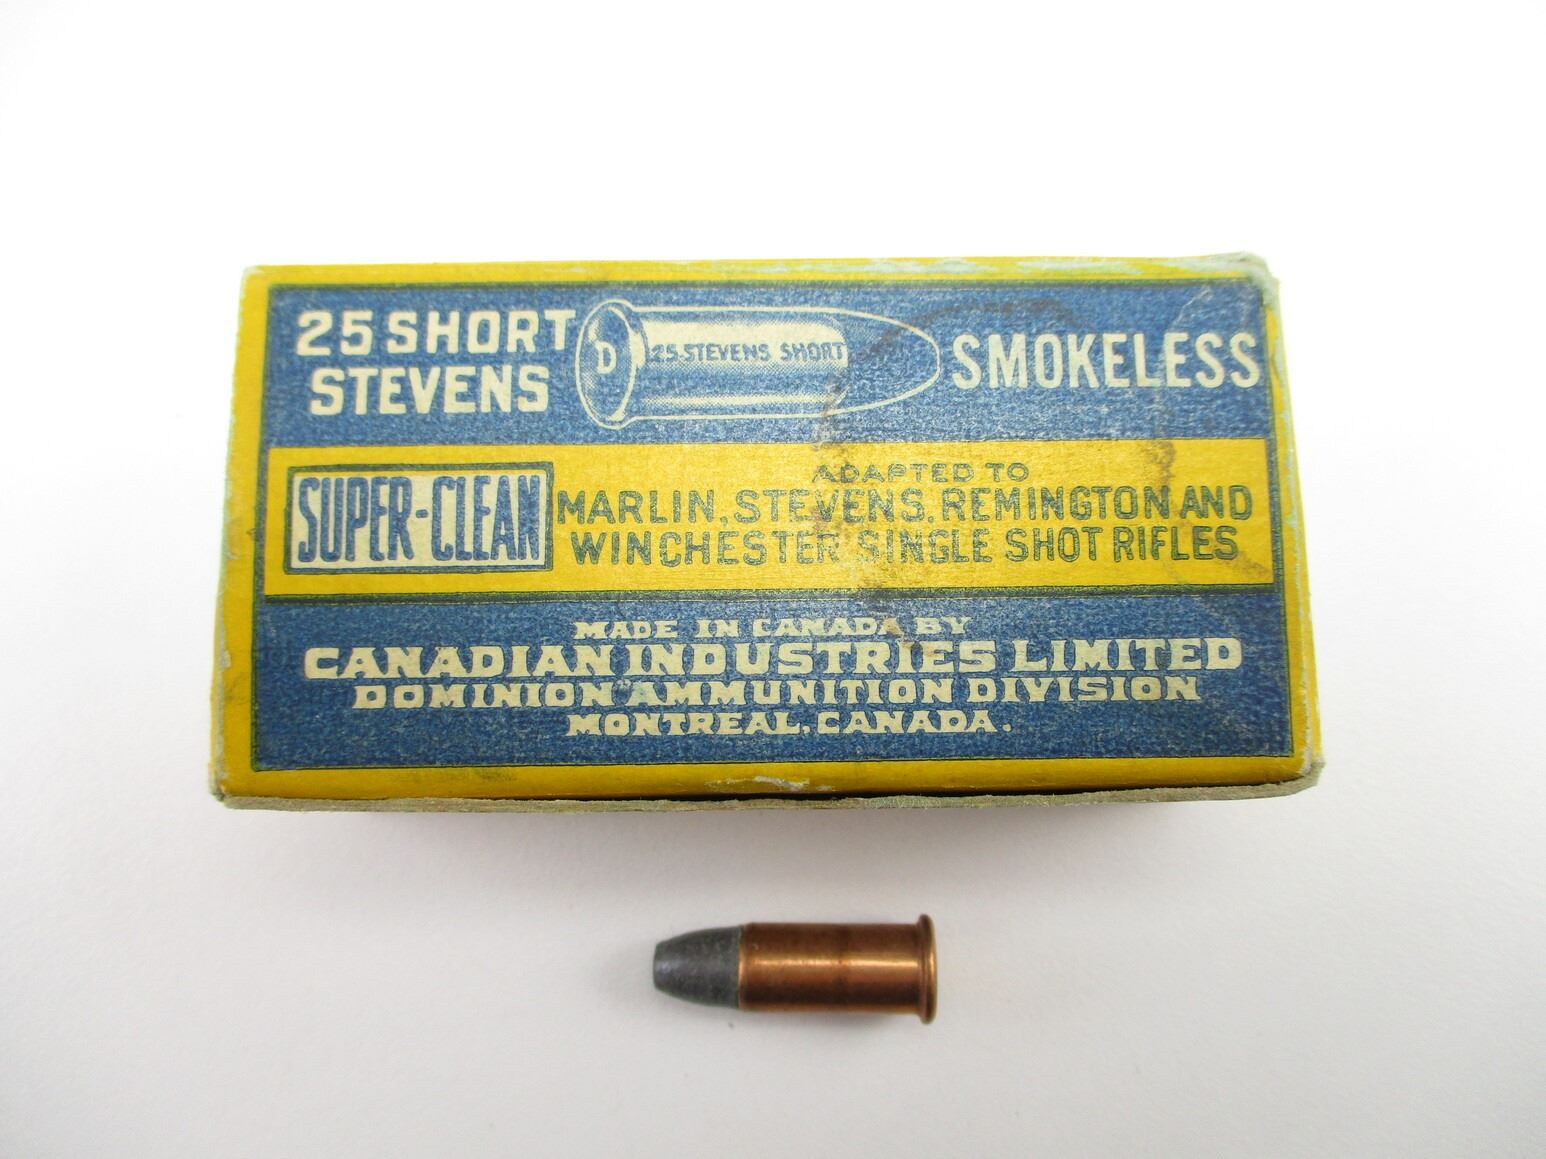 25 SHORT
STEVENS
D
25 STEVENS SHORT
SMOKELESS
SUPER-CLEAN
ADAPTED TO
MARLIN, STEVENS, REMINGTON AND
WINCHESTER SINGLE SHOT RIFLES
MADE IN CANADA BY
CANADIAN INDUSTRIES LIMITED
DOMINION AMMUNITION DIVISION
MONTREAL, CANADA.